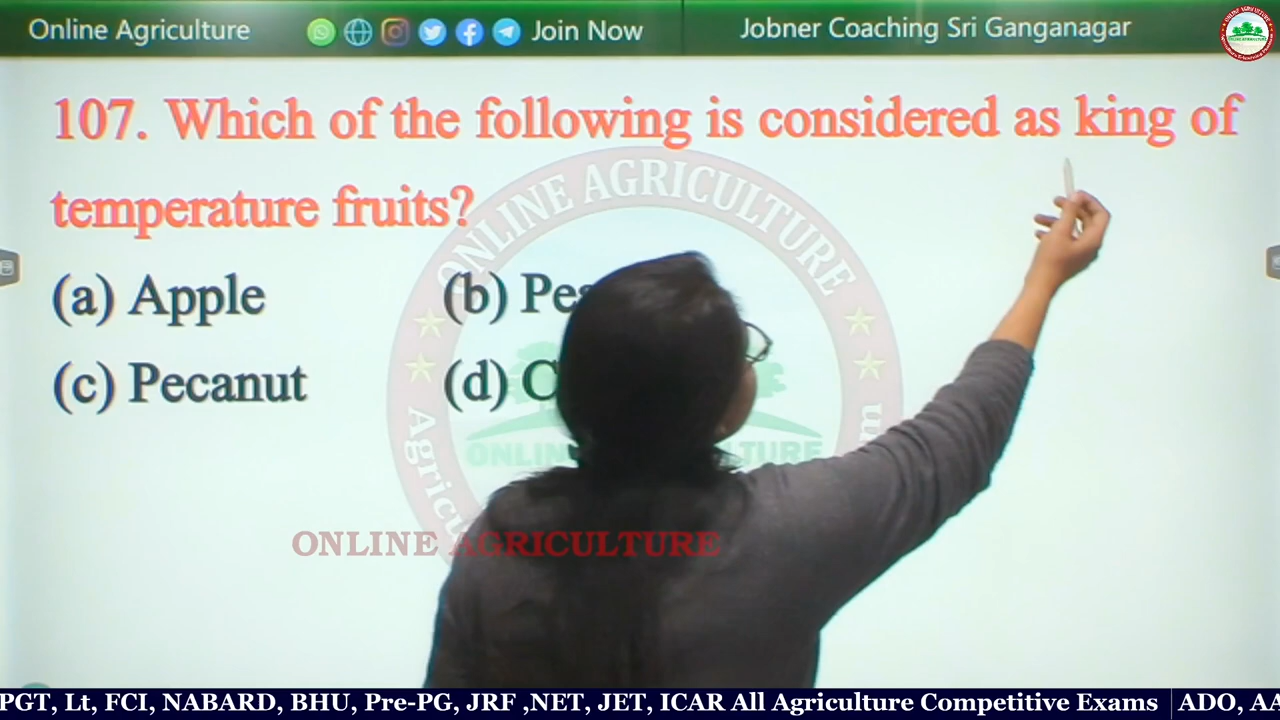 Online Agriculture Join Now Jobner Coaching Sri Ganganagar
107. Which of the following is considered as king of
temperature fruits?
(a) Apple (b)
(c) Pecanut (d)
ONLINE AGRICULTURE
ONLINE AGRICULTURE
PGT, Lt, FCI, NABARD, BHU, Pre-PG, JRF ,NET, JET, ICAR All Agriculture Competitive Exams ADO,